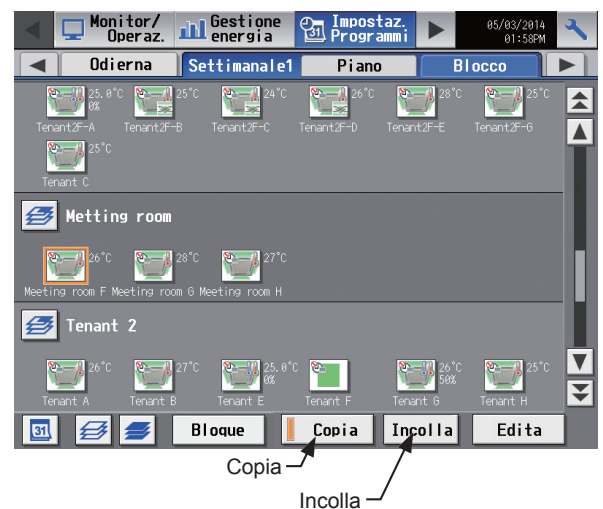 Monitor/ Operaz. Gestione energia Impostaz. Programmi 05/03/2014 01:58PM
31
Odierna Settimanale1 Piano Blocco
25.0°C 0% 25°C 24°C 26°C 28°C 25°C
Tenant2F-A Tenant2F-B Tenant2F-C Tenant2F-D Tenant2F-E Tenant2F-G
25°C
Tenant C
Metting room
26°C 28°C 27°C
Meeting room F Meeting room G Meeting room H
Tenant 2
26°C 27°C 25.0°C 0% 26°C 50% 25°C
Tenant A Tenant B Tenant E Tenant F Tenant G Tenant H
31 Bloque Copia Incolla Edita
Copia
Incolla